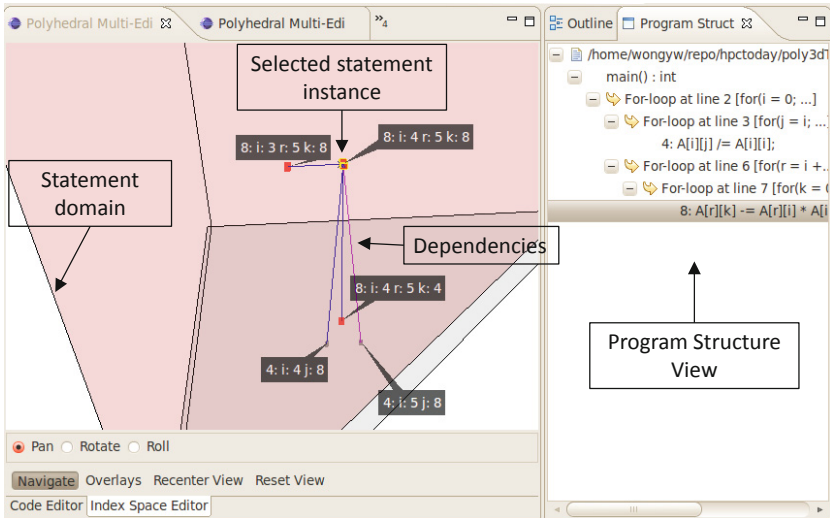 Polyhedral Multi-Edi
Polyhedral Multi-Edi
»4
Outline
Program Struct
Selected statement
instance
8: i: 3 r: 5 k: 8
8: i: 4 r: 5 k: 8
Statement
domain
Dependencies
8: i: 4 r: 5 k: 4
4: i: 4 j: 8
4: i: 5 j: 8
/home/wongyw/repo/hpctoday/poly3dT
main() : int
For-loop at line 2 [for(i = 0; ...]
For-loop at line 3 [for(j = i; ...
4: A[i][j] /= A[i][i];
For-loop at line 6 [for(r = i +..
For-loop at line 7 [for(k = 0
8: A[r][k] -= A[r][i] * A[i
Program Structure
View
Pan
Rotate
Roll
Navigate
Overlays
Recenter View
Reset View
Code Editor
Index Space Editor